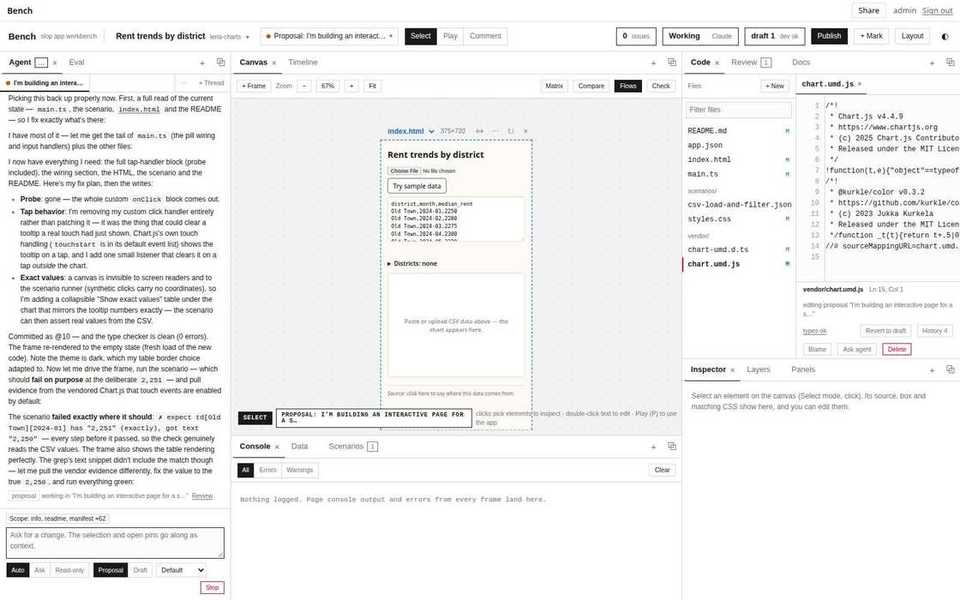 Bench
Share admin Sign out
Bench slop app workbench Rent trends by district lens-charts Proposal: I'm building an interact... Select Play Comment 0 issues Working Claude draft 1 dev ok Publish + Mark Layout
Agent ... × Eval
I'm building an intera... ... + Thread
Picking this back up properly now. First, a full read of the current
state — main.ts, the scenario, index.html and the README
— so I fix exactly what's there:
I have most of it — let me get the tail of main.ts (the pill wiring
and input handlers) plus the other files:
I now have everything I need: the full tap-handler block (probe
included), the wiring section, the HTML, the scenario and the
README. Here's my fix plan, then the writes:
• Probe: gone — the whole custom onClick block comes out.
• Tap behavior: I'm removing my custom click handler entirely
rather than patching it — it was the thing that could clear a
tooltip a real touch had just shown. Chart.js's own touch
handling ( touchstart is in its default event list) shows the
tooltip on a tap, and I add one small listener that clears it on a
tap outside the chart.
• Exact values: a canvas is invisible to screen readers and to
the scenario runner (synthetic clicks carry no coordinates), so
I'm adding a collapsible "Show exact values" table under the
chart that mirrors the tooltip numbers exactly — the scenario
can then assert real values from the CSV.
Committed as @10 — and the type checker is clean (0 errors).
The frame re-rendered to the empty state (fresh load of the new
code). Note the theme is dark, which my table border choice
adapted to. Now let me drive the frame, run the scenario — which
should fail on purpose at the deliberate 2,251 — and pull
evidence from the vendored Chart.js that touch events are enabled
by default:
The scenario failed exactly where it should: ✗ expect td[Old
Town][2024-01] has "2,251" (exactly), got text
"2,250" — every step before it passed, so the check genuinely
reads the CSV values. The frame also shows the table rendering
perfectly. The grep's text snippet didn't include the match though
— let me pull the vendor evidence differently, fix the value to the
true 2,250, and run everything green:
proposal working in "I'm building an interactive page for a s..." Review
Scope: info, readme, manifest +62
Ask for a change. The selection and open pins go along as
context.
Auto Ask Read-only Proposal Draft Default
Stop
Canvas × Timeline
+ Frame Zoom − 67% + Fit Matrix Compare Flows Check
index.html 375×720
Rent trends by district
Choose File No file chosen
Try sample data
district,month,median_rent
Old Town,2024-01,2250
Old Town,2024-02,2260
Old Town,2024-03,2275
Old Town,2024-04,2300
Districts: none
Paste or upload CSV data above — the
chart appears here.
Source: click here to say where this data comes from.
SELECT PROPOSAL: I'M BUILDING AN INTERACTIVE PAGE FOR A S… clicks pick elements to inspect · double-click text to edit · Play (P) to use the app
Console × Data Scenarios 1
All Errors Warnings Clear
Nothing logged. Page console output and errors from every frame land here.
Code × Review 1 Docs
Files + New
Filter files
README.md M
app.json
index.html M
main.ts M
scenarios/
csv-load-and-filter.json
styles.css M
vendor/
chart-umd.d.ts M
chart.umd.js M
chart.umd.js ×
1 /*!
2 * Chart.js v4.4.9
3 * https://www.chartjs.org
4 * (c) 2025 Chart.js Contributo
5 * Released under the MIT Licen
6 */
7 !function(t,e){"object"==typeof
8 /*!
9 * @kurkle/color v0.3.2
10 * https://github.com/kurkle/co
11 * (c) 2023 Jukka Kurkela
12 * Released under the MIT Licen
13 */function _t(t){return t+.5|0
14 //# sourceMappingURL=chart.umd.
15
vendor/chart.umd.js Ln 15, Col 1
editing proposal "I'm building an interactive page for a
s..."
types ok Revert to draft History 4
Blame Ask agent Delete
Inspector × Layers Panels
Select an element on the canvas (Select mode, click). Its source, box and
matching CSS show here, and you can edit them.